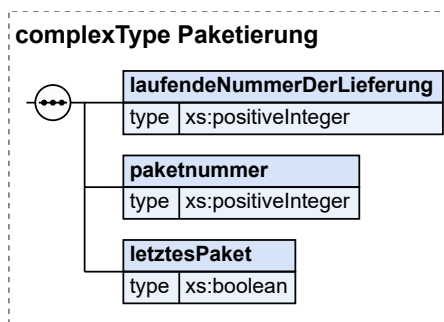 complexType Paketierung
laufendeNummerDerLieferung
type xs:positiveInteger
paketnummer
type xs:positiveInteger
letztesPaket
type xs:boolean